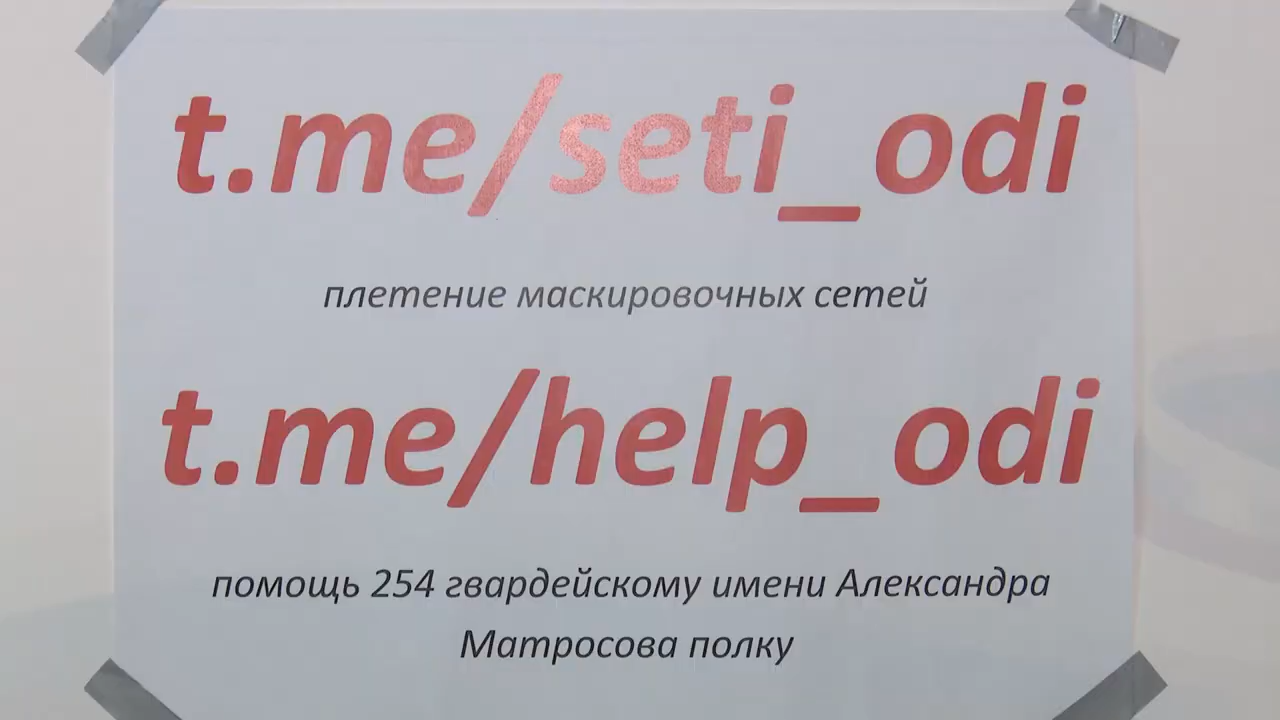 t.me/seti_odi
плетение маскировочных сетей
t.me/help_odi
помощь 254 гвардейскому имени Александра
Матросова полку